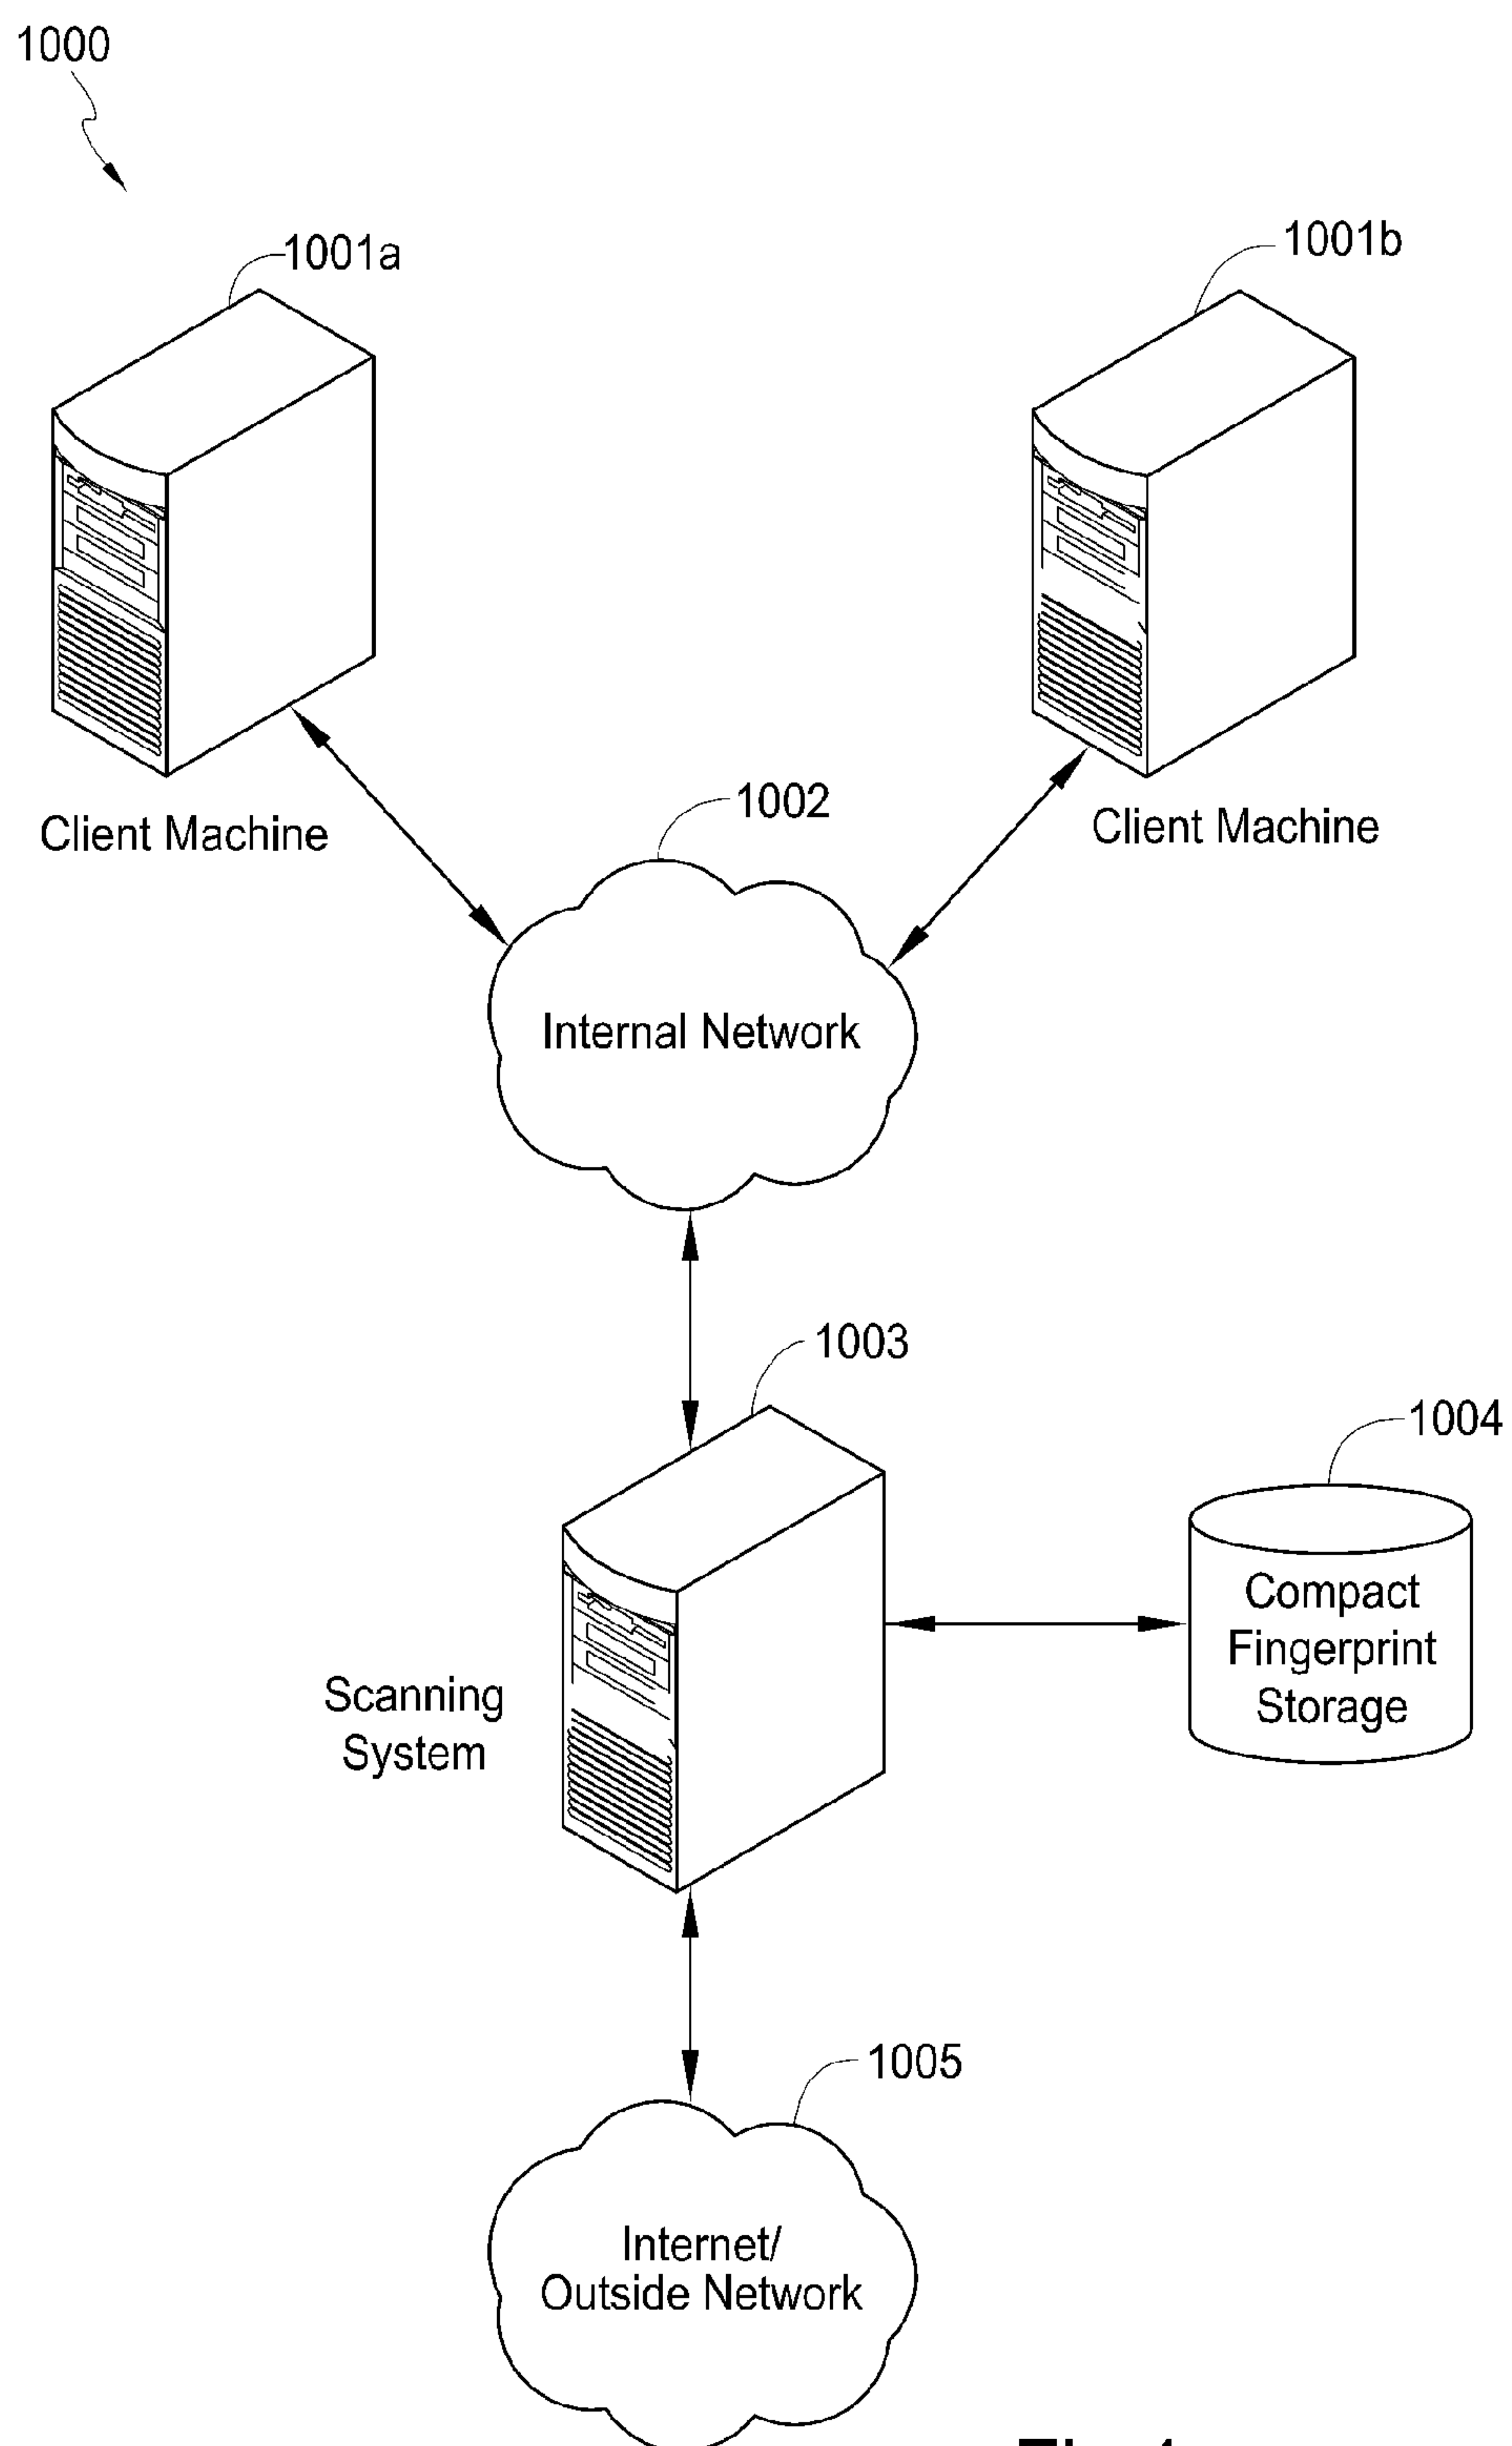 1000
1001a
1001b
Client Machine
Client Machine
1002
Internal Network
1003
1004
Compact
Fingerprint
Storage
Scanning
System
1005
Internet/
Outside Network